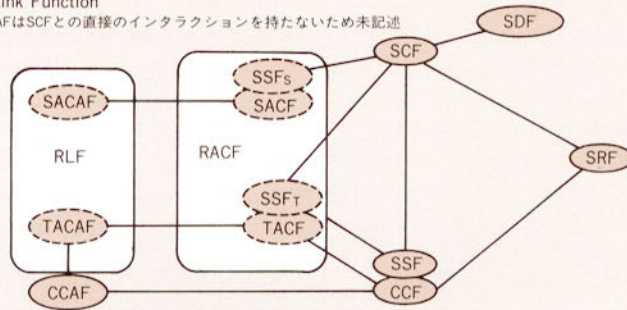 ink Function
AFはSCFとの直接のインタラクションを持たないため未記述
SDF
SCF
SSFS
SACF
SACAF
RLF
RACF
SRF
SSFT
TACF
TACAF
SSF
CCF
CCAF